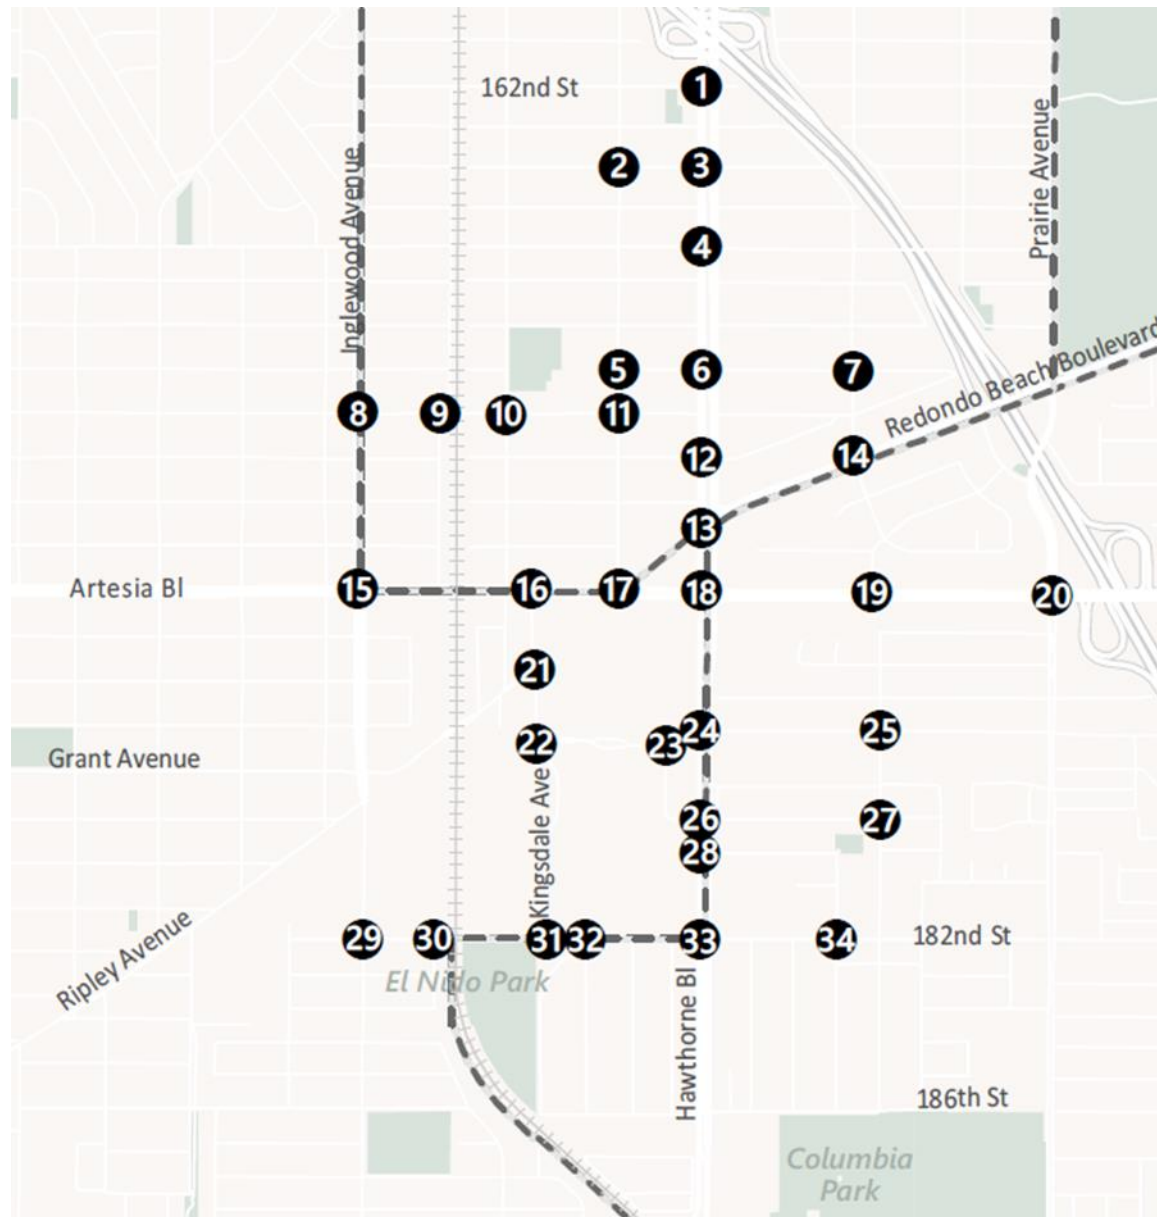 162nd St
1
2
3
4
Inglewood Avenue
Prairie Avenue
5
6
7
Redondo Beach Boulevard
8
9
10
11
12
14
13
Artesia Bl
15
16
17
18
19
20
21
22
23
24
25
Grant Avenue
Kingsdale Ave
26
27
28
29
30
31
32
33
34
182nd St
Ripley Avenue
El Nido Park
Hawthorne Bl
186th St
Columbia
Park